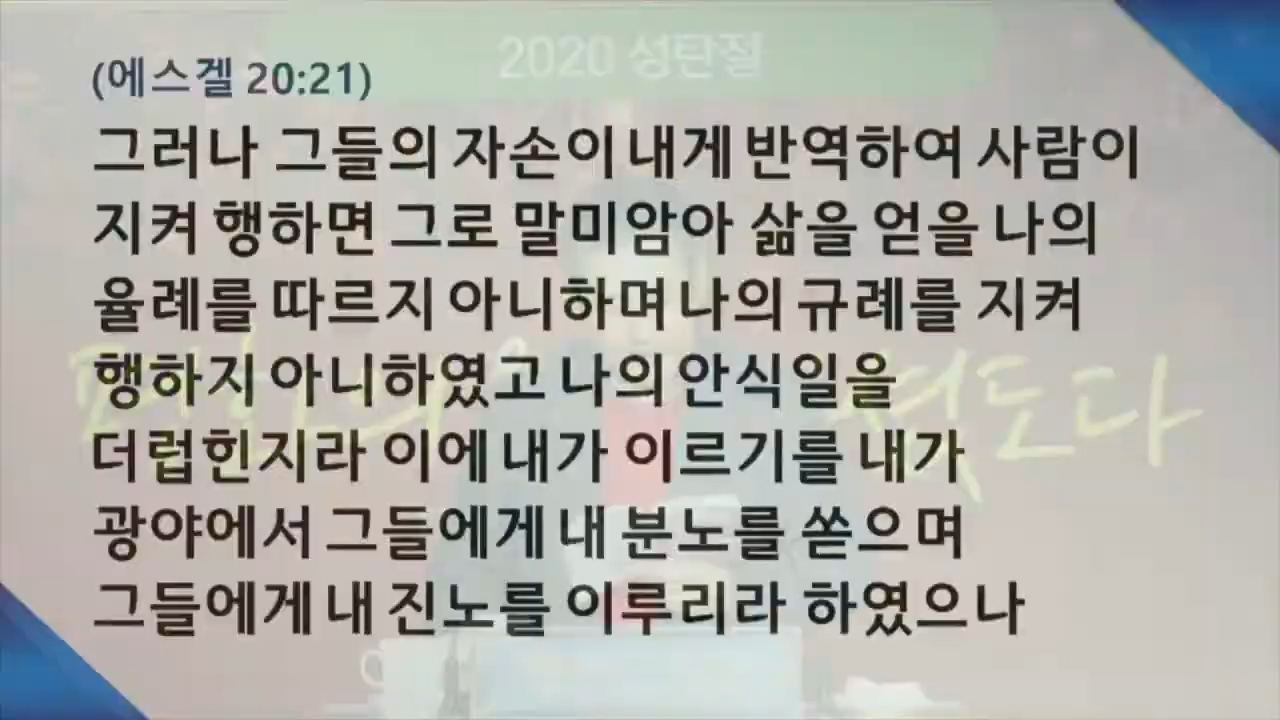 2020 성탄절
(에스겔 20:21)
그러나 그들의 자손이 내게 반역하여 사람이
지켜 행하면 그로 말미암아 삶을 얻을 나의
율례를 따르지 아니하며 나의 규례를 지켜
행하지 아니하였고 나의 안식일을
더럽힌지라 이에 내가 이르기를 내가
광야에서 그들에게 내 분노를 쏟으며
그들에게 내 진노를 이루리라 하였으나